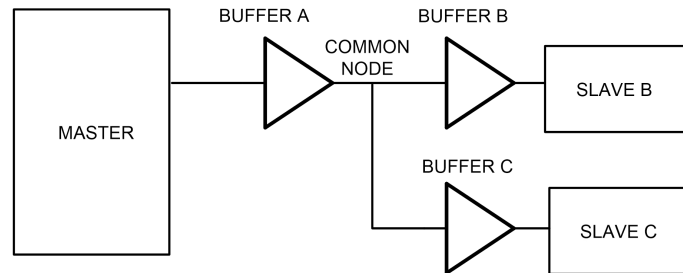 BUFFER A
BUFFER B
COMMON
NODE
MASTER
SLAVE B
BUFFER C
SLAVE C